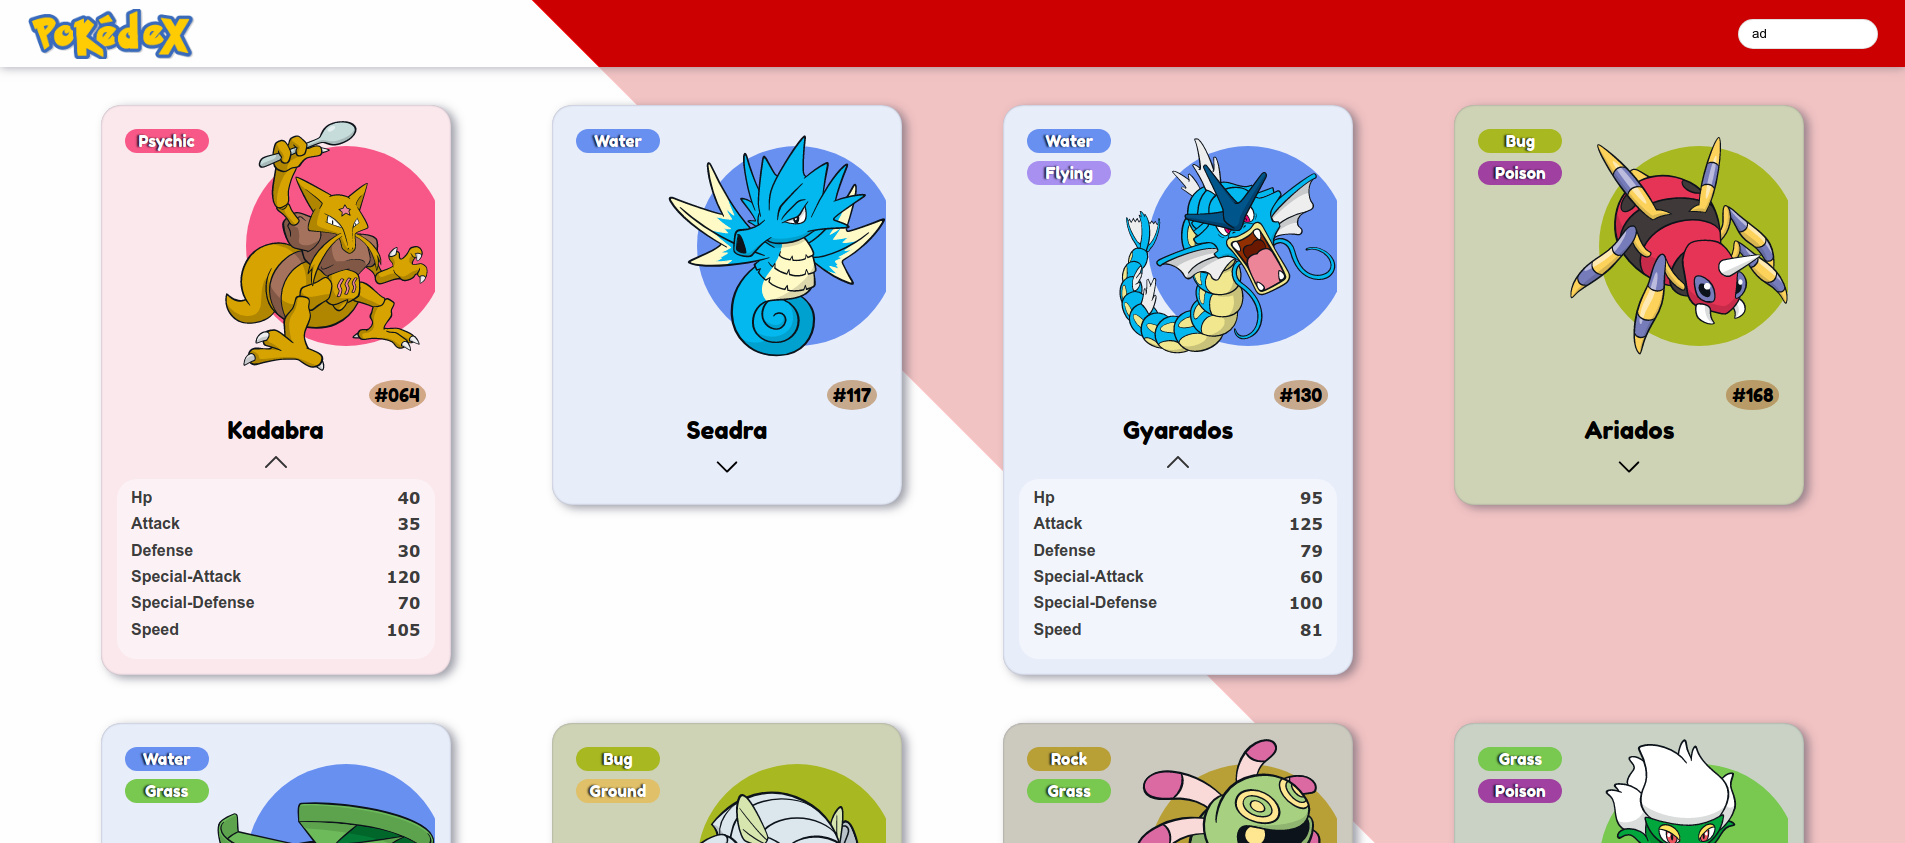 Pokédex
ad
Psychic
#064
Kadabra
Hp 40
Attack 35
Defense 30
Special-Attack 120
Special-Defense 70
Speed 105
Water
#117
Seadra
Water
Flying
#130
Gyarados
Hp 95
Attack 125
Defense 79
Special-Attack 60
Special-Defense 100
Speed 81
Bug
Poison
#168
Ariados
Water
Grass
Bug
Ground
Rock
Grass
Grass
Poison